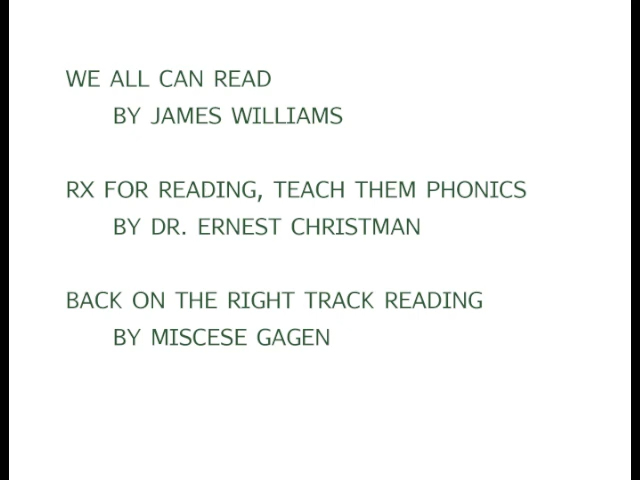 WE ALL CAN READ
BY JAMES WILLIAMS
RX FOR READING, TEACH THEM PHONICS
BY DR. ERNEST CHRISTMAN
BACK ON THE RIGHT TRACK READING
BY MISCESE GAGEN